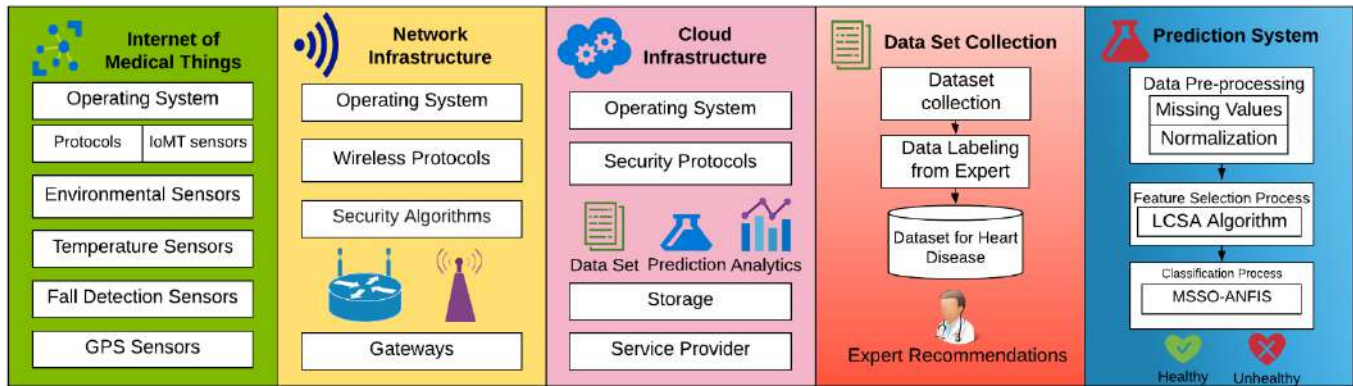 Internet of
Medical Things
Operating System
Protocols
IoMT sensors
Environmental Sensors
Temperature Sensors
Fall Detection Sensors
GPS Sensors
Network
Infrastructure
Operating System
Wireless Protocols
Security Algorithms
Gateways
Cloud
Infrastructure
Operating System
Security Protocols
Data Set
Prediction
Analytics
Storage
Service Provider
Data Set Collection
Dataset
collection
Data Labeling
from Expert
Dataset for Heart
Disease
Expert Recommendations
Prediction System
Data Pre-processing
Missing Values
Normalization
Feature Selection Process
LCSA Algorithm
Classification Process
MSSO-ANFIS
Healthy
Unhealthy